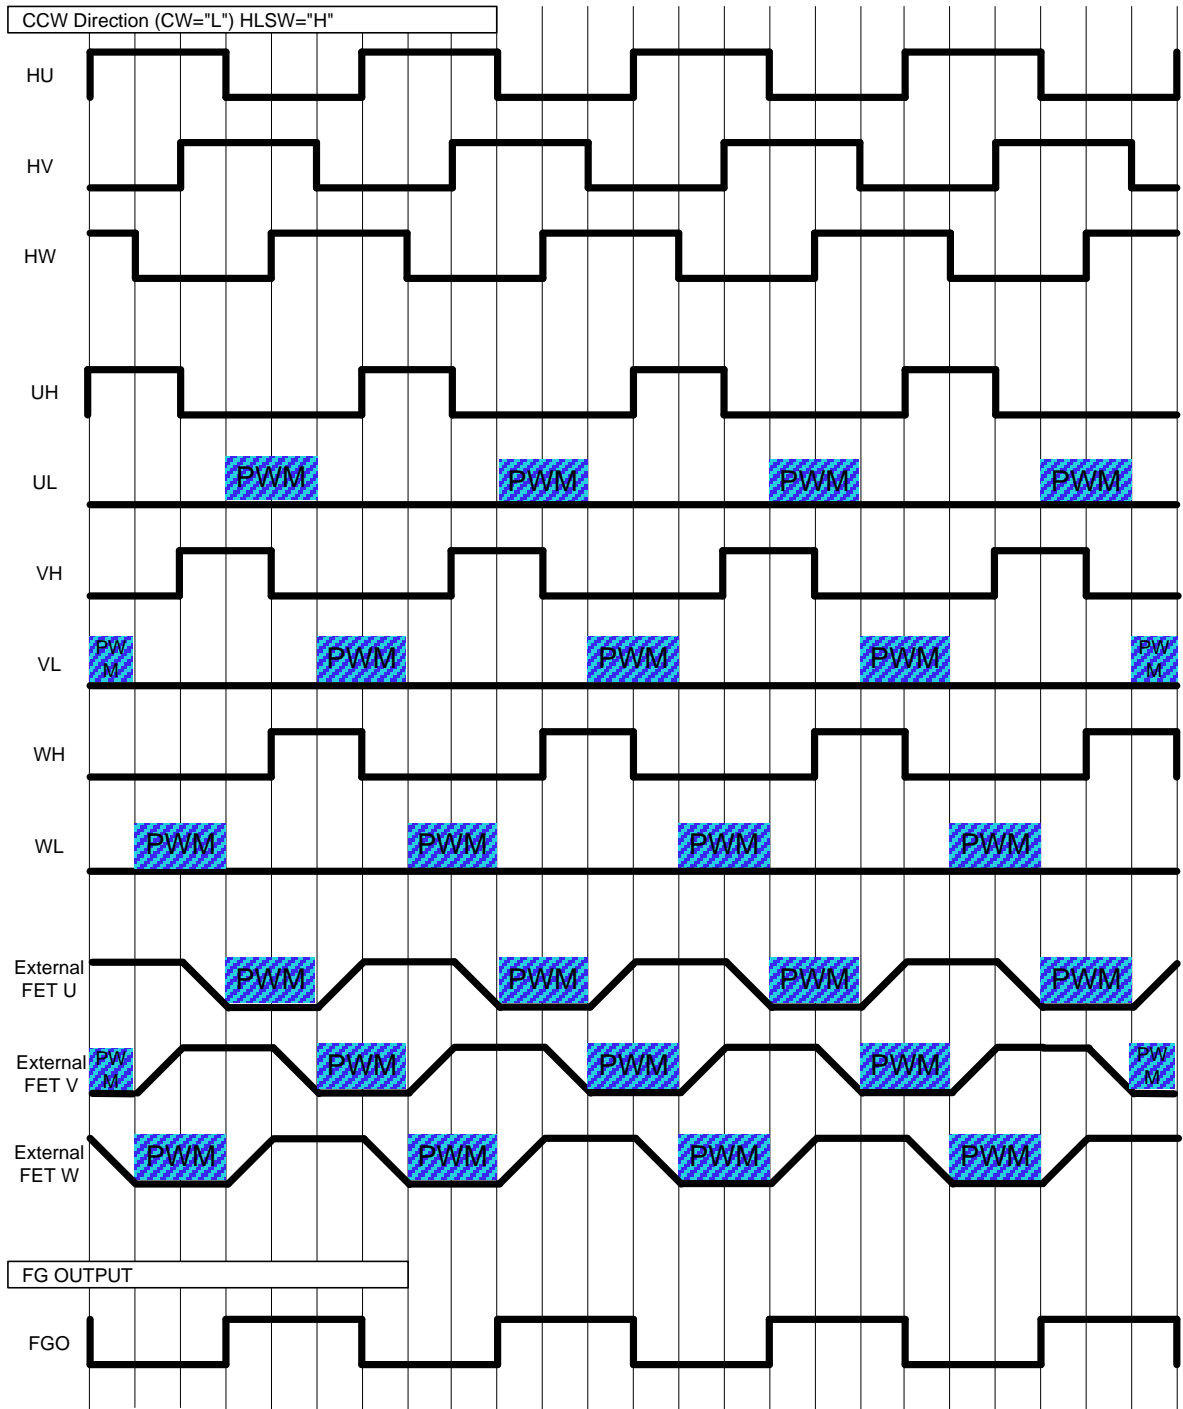 CCW Direction (CW="L") HLSW="H"
HU
HV
HW
UH
UL
PWM PWM PWM PWM
VH
VL
PW
M
PWM PWM PWM
PW
M
WH
WL
PWM PWM PWM PWM
External
FET U
PWM PWM PWM PWM
External
FET V
PW
M
PWM PWM PWM
PW
M
External
FET W
PWM PWM PWM PWM
FG OUTPUT
FGO